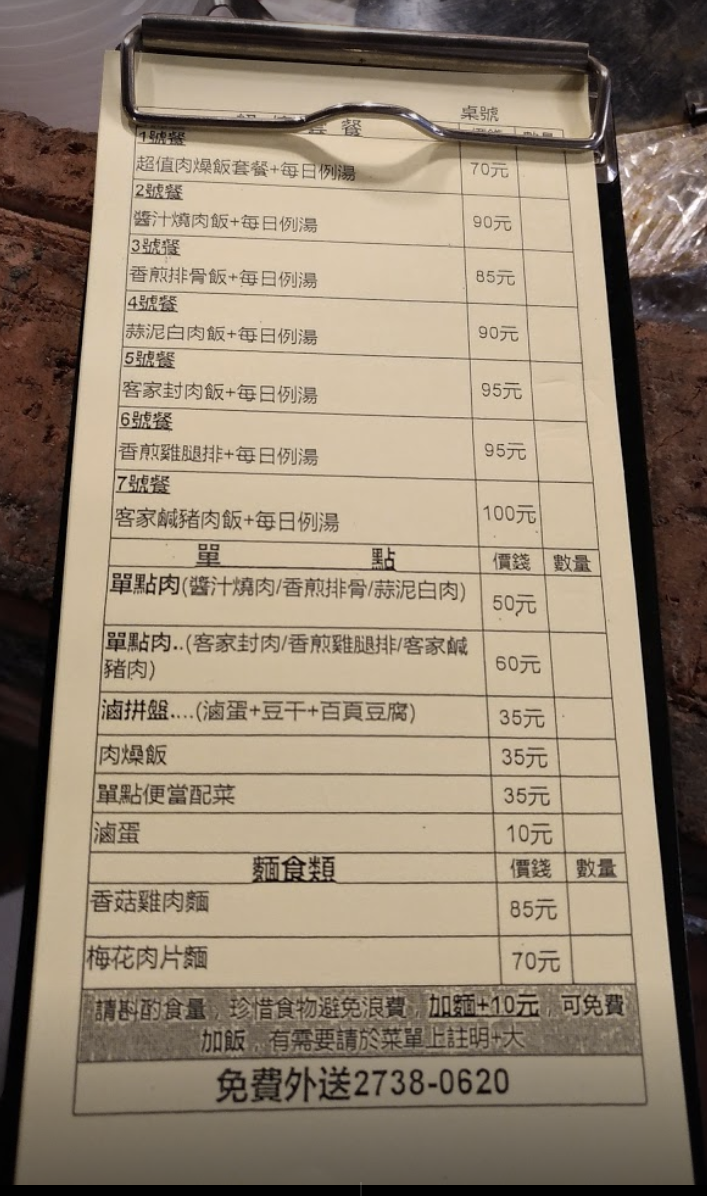 桌號
套餐 價錢 數量
1號餐
超值肉燥飯套餐+每日例湯 70元
2號餐
醬汁燒肉飯+每日例湯 90元
3號餐
香煎排骨飯+每日例湯 85元
4號餐
蒜泥白肉飯+每日例湯 90元
5號餐
客家封肉飯+每日例湯 95元
6號餐
香煎雞腿排+每日例湯 95元
7號餐
客家鹹豬肉飯+每日例湯 100元
單點 價錢 數量
單點肉(醬汁燒肉/香煎排骨/蒜泥白肉) 50元
單點肉..(客家封肉/香煎雞腿排/客家鹹
豬肉) 60元
滷拼盤....(滷蛋+豆干+百頁豆腐) 35元
肉燥飯 35元
單點便當配菜 35元
滷蛋 10元
麵食類 價錢 數量
香菇雞肉麵 85元
梅花肉片麵 70元
請斟酌食量，珍惜食物避免浪費，加麵+10元，可免費
加飯，有需要請於菜單上註明+大
免費外送2738-0620